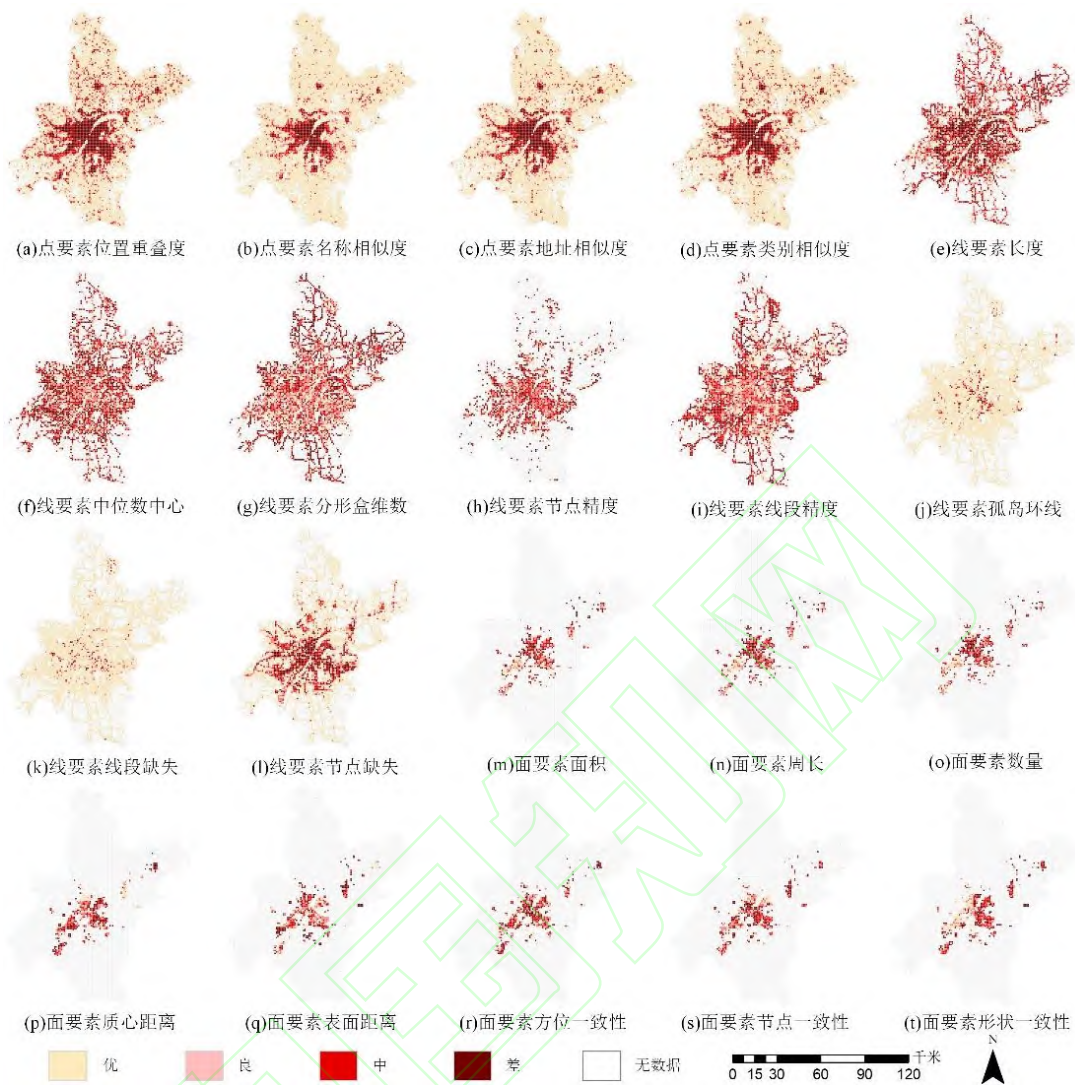 (a)点要素位置重叠度 (b)点要素名称相似度 (c)点要素地址相似度 (d)点要素类别相似度 (e)线要素长度
(f)线要素中位数中心 (g)线要素分形盒维数 (h)线要素节点精度 (i)线要素线段精度 (j)线要素孤岛环线
(k)线要素线段缺失 (l)线要素节点缺失 (m)面要素面积 (n)面要素周长 (o)面要素数量
(p)面要素质心距离 (q)面要素表面距离 (r)面要素方位一致性 (s)面要素节点一致性 (t)面要素形状一致性
优 良 中 差 无数据 千米 N
0 15 30 60 90 120